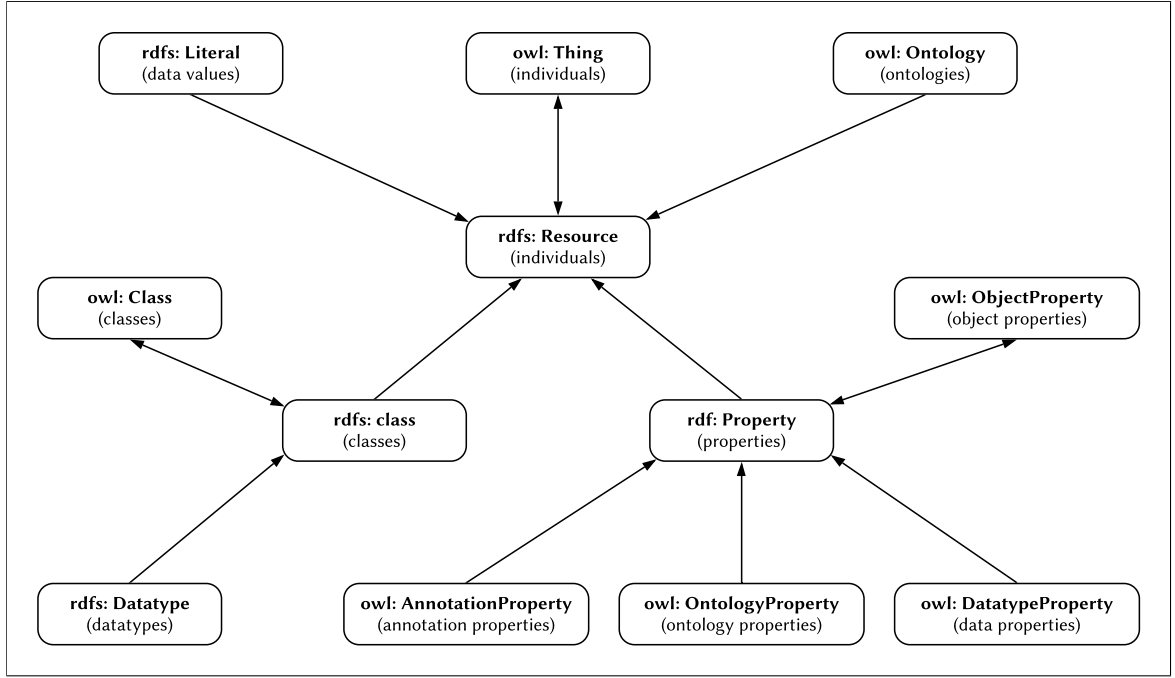 rdfs: Literal
(data values)
owl: Thing
(individuals)
owl: Ontology
(ontologies)
rdfs: Resource
(individuals)
owl: Class
(classes)
owl: ObjectProperty
(object properties)
rdfs: class
(classes)
rdf: Property
(properties)
rdfs: Datatype
(datatypes)
owl: AnnotationProperty
(annotation properties)
owl: OntologyProperty
(ontology properties)
owl: DatatypeProperty
(data properties)